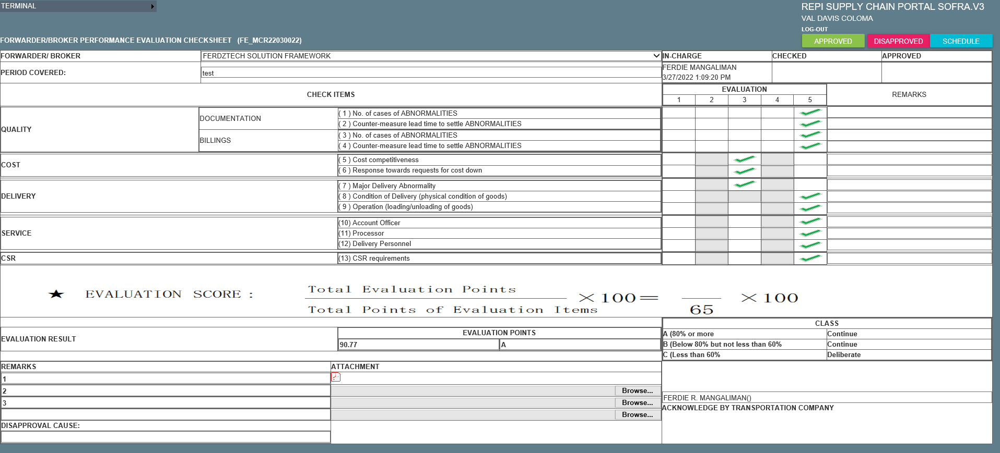 TERMINAL
REPI SUPPLY CHAIN PORTAL SOFRA.V3
VAL DAVIS COLOMA
LOG-OUT
FORWARDER/BROKER PERFORMANCE EVALUATION CHECKSHEET (FE_MCR22030022)
APPROVED DISAPPROVED SCHEDULE
FORWARDER/ BROKER FERDZTECH SOLUTION FRAMEWORK IN-CHARGE CHECKED APPROVED
PERIOD COVERED: test FERDIE MANGALIMAN
3/27/2022 1:09:20 PM
CHECK ITEMS EVALUATION REMARKS
1 2 3 4 5
QUALITY DOCUMENTATION ( 1 ) No. of cases of ABNORMALITIES
( 2 ) Counter-measure lead time to settle ABNORMALITIES
BILLINGS ( 3 ) No. of cases of ABNORMALITIES
( 4 ) Counter-measure lead time to settle ABNORMALITIES
COST ( 5 ) Cost competitiveness
( 6 ) Response towards requests for cost down
DELIVERY ( 7 ) Major Delivery Abnormality
( 8 ) Condition of Delivery (physical condition of goods)
( 9 ) Operation (loading/unloading of goods)
SERVICE (10) Account Officer
(11) Processor
(12) Delivery Personnel
CSR (13) CSR requirements
★ EVALUATION SCORE : Total Evaluation Points
Total Points of Evaluation Items
×100= 65 ×100
EVALUATION RESULT EVALUATION POINTS
90.77 A
CLASS
A (80% or more Continue
B (Below 80% but not less than 60% Continue
C (Less than 60% Deliberate
REMARKS ATTACHMENT
1
2 Browse...
3 Browse...
Browse...
FERDIE R. MANGALIMAN()
ACKNOWLEDGE BY TRANSPORTATION COMPANY
DISAPPROVAL CAUSE: